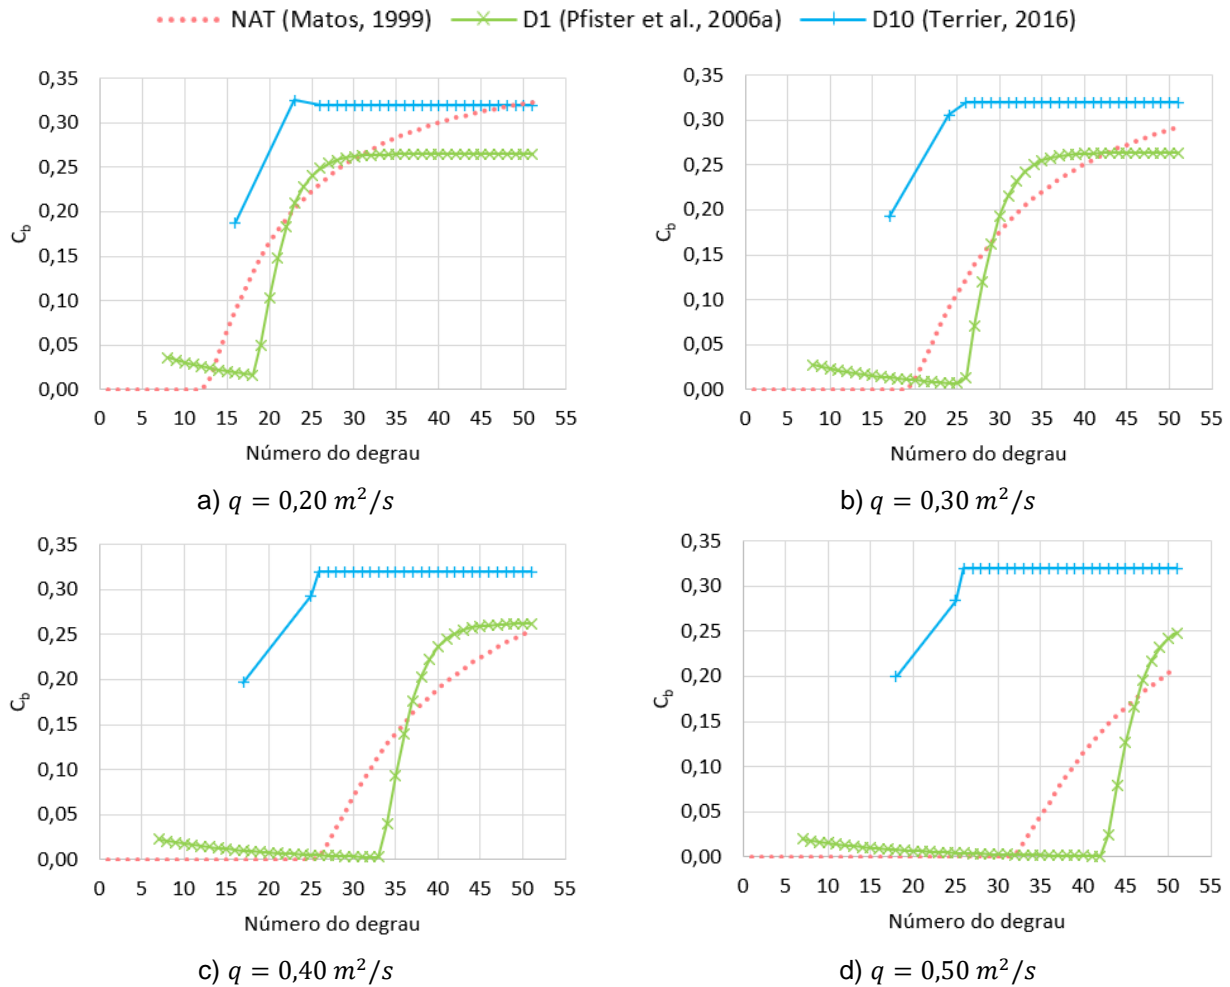 NAT (Matos, 1999) D1 (Pfister et al., 2006a) D10 (Terrier, 2016)
0,35
0,30
0,25
0,20
0,15
0,10
0,05
0,00
C_b
0 5 10 15 20 25 30 35 40 45 50 55
Número do degrau
a) q = 0,20 m²/s
0,35
0,30
0,25
0,20
0,15
0,10
0,05
0,00
C_b
0 5 10 15 20 25 30 35 40 45 50 55
Número do degrau
b) q = 0,30 m²/s
0,35
0,30
0,25
0,20
0,15
0,10
0,05
0,00
C_b
0 5 10 15 20 25 30 35 40 45 50 55
Número do degrau
c) q = 0,40 m²/s
0,35
0,30
0,25
0,20
0,15
0,10
0,05
0,00
C_b
0 5 10 15 20 25 30 35 40 45 50 55
Número do degrau
d) q = 0,50 m²/s